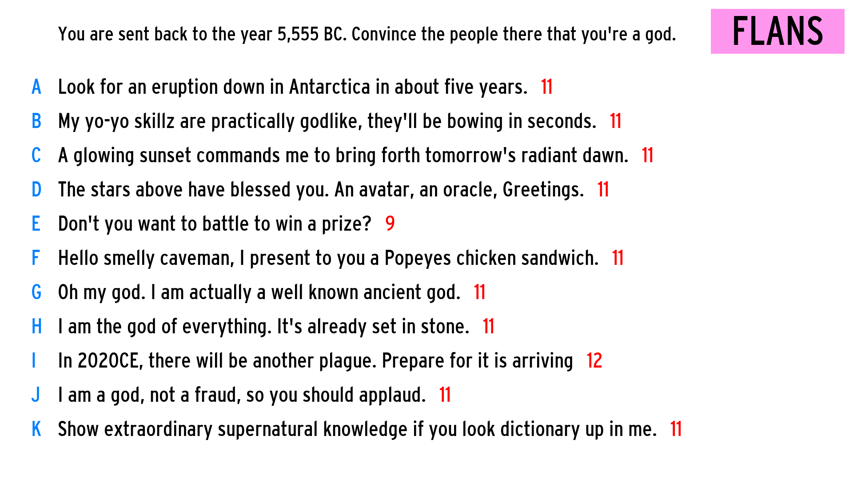 You are sent back to the year 5,555 BC. Convince the people there that you're a god.
FLANS
A Look for an eruption down in Antarctica in about five years. 11
B My yo-yo skillz are practically godlike, they'll be bowing in seconds. 11
C A glowing sunset commands me to bring forth tomorrow's radiant dawn. 11
D The stars above have blessed you. An avatar, an oracle, Greetings. 11
E Don't you want to battle to win a prize? 9
F Hello smelly caveman, I present to you a Popeyes chicken sandwich. 11
G Oh my god. I am actually a well known ancient god. 11
H I am the god of everything. It's already set in stone. 11
I In 2020CE, there will be another plague. Prepare for it is arriving 12
J I am a god, not a fraud, so you should applaud. 11
K Show extraordinary supernatural knowledge if you look dictionary up in me. 11